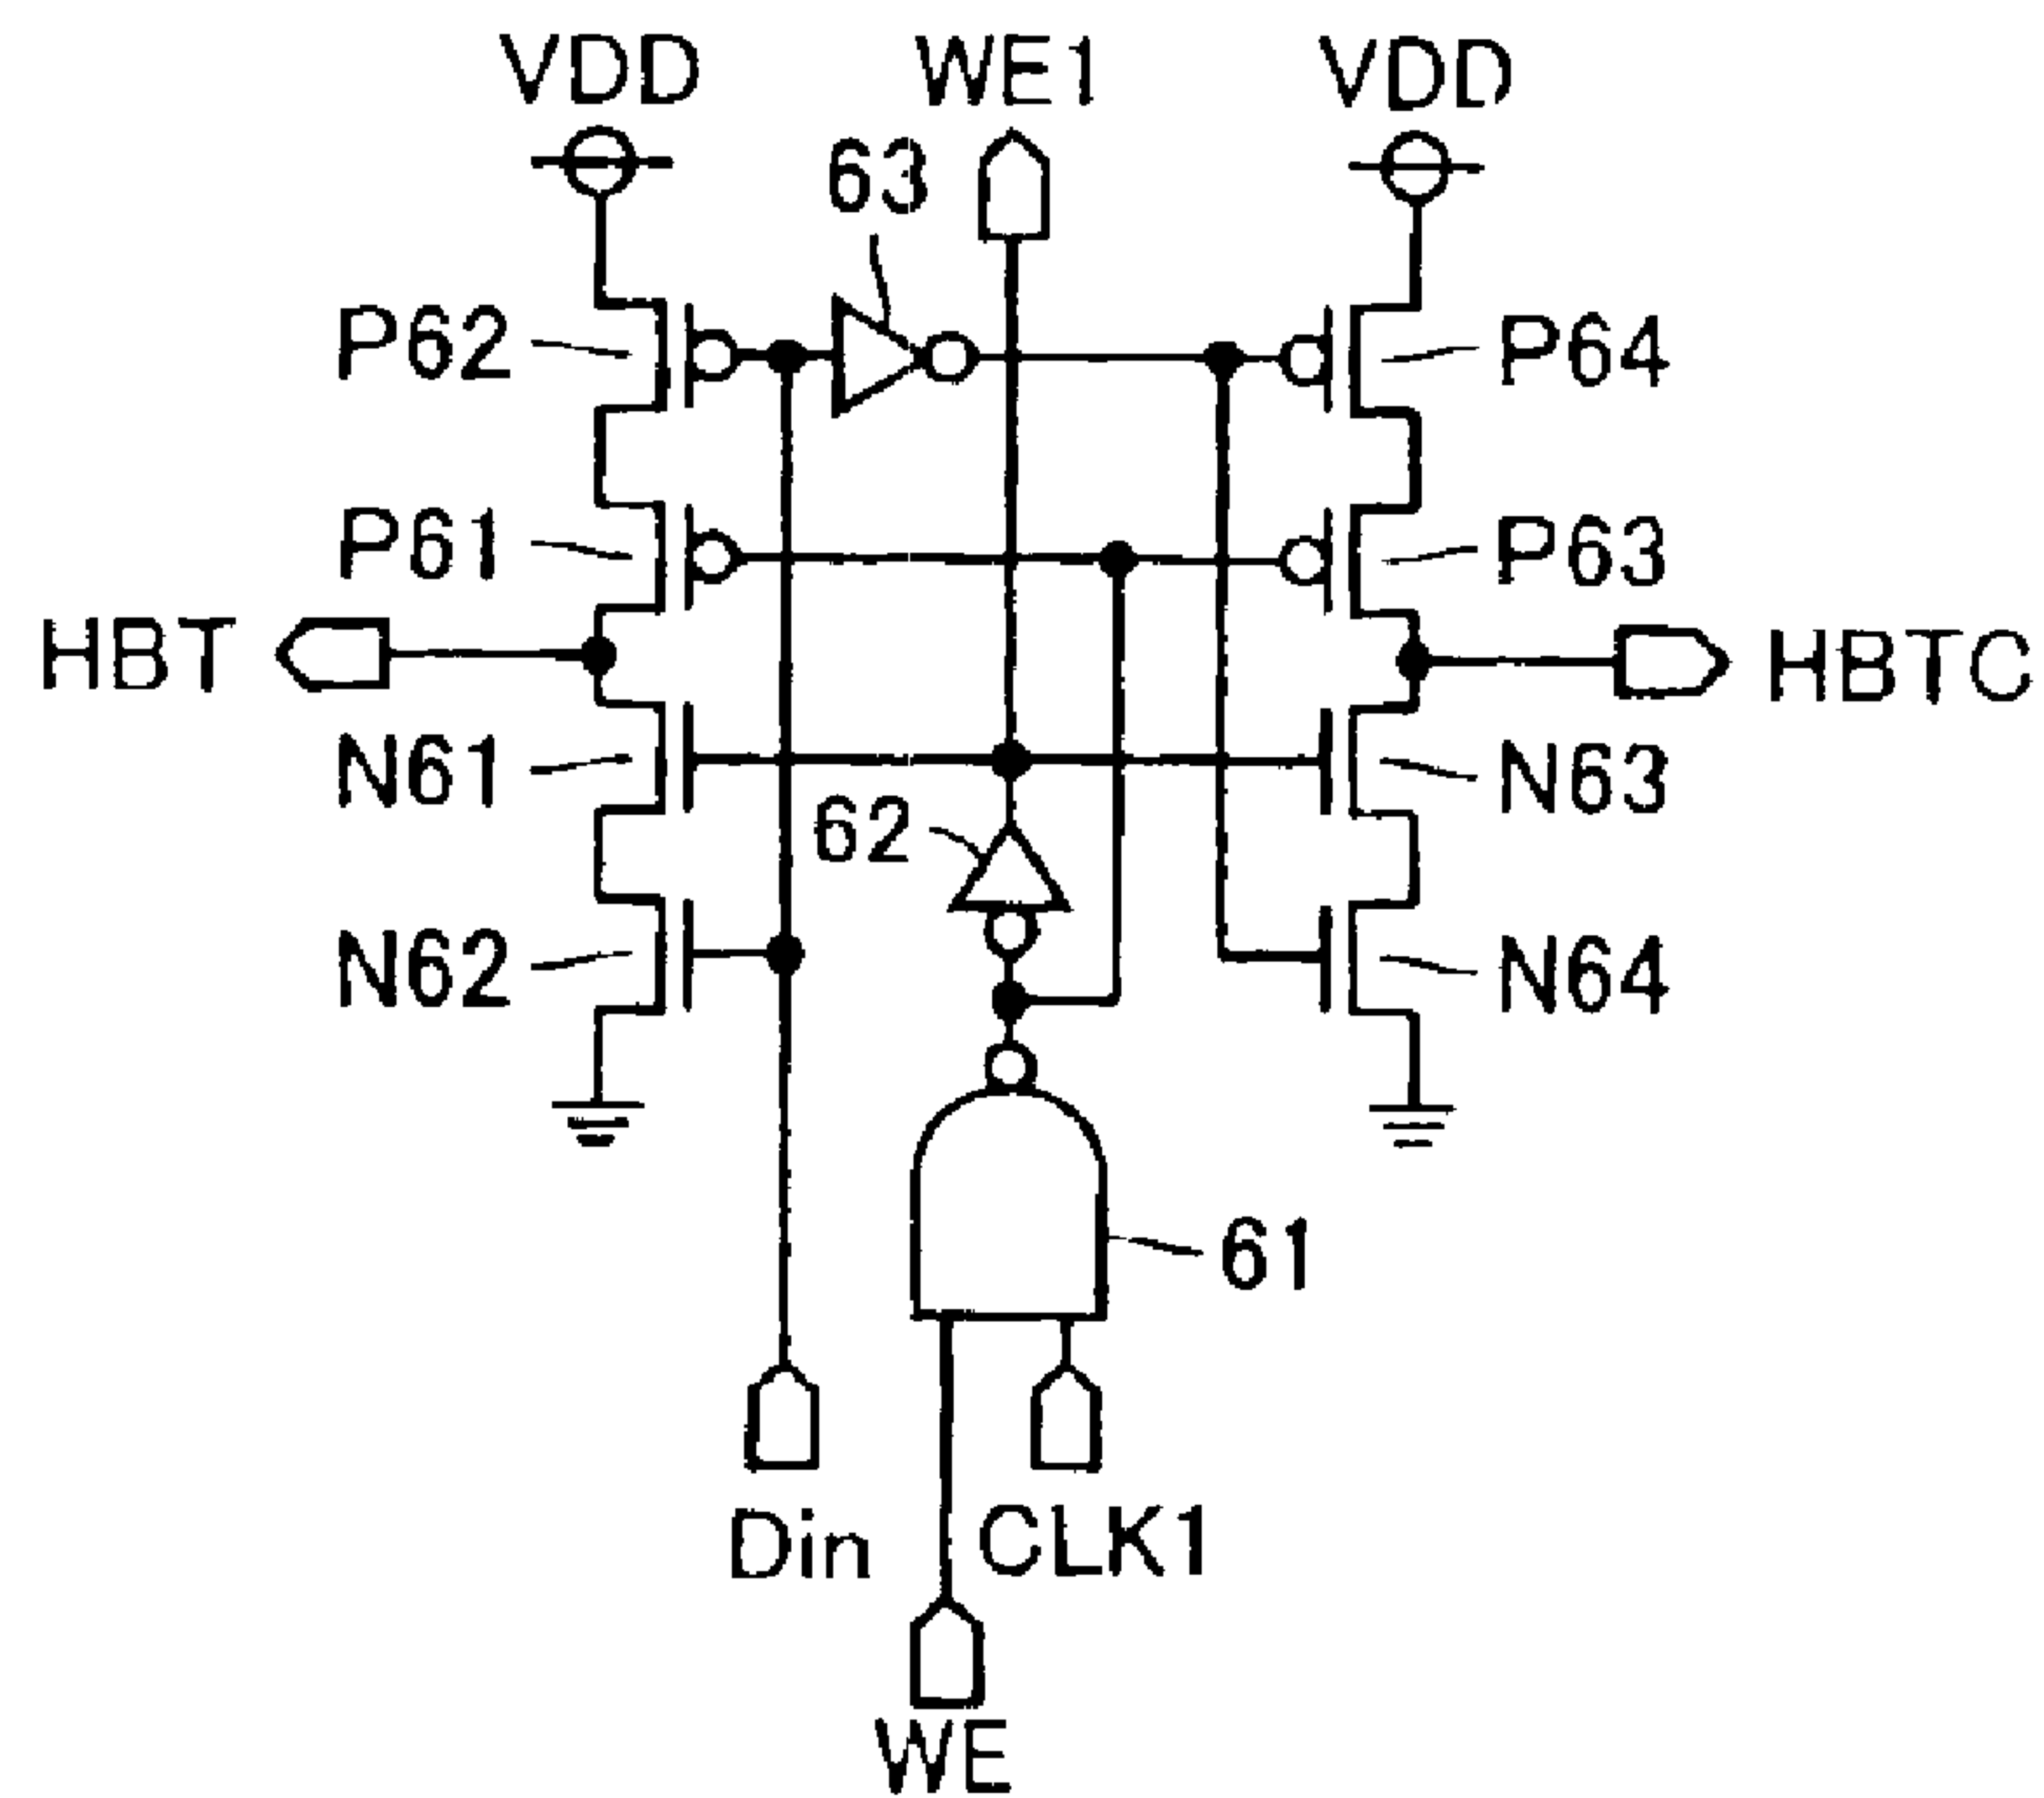 VDD WE1 VDD
63
P62 P64
P61 P63
HBT HBTC
N61 N63
62
N62 N64
61
Din CLK1
WE